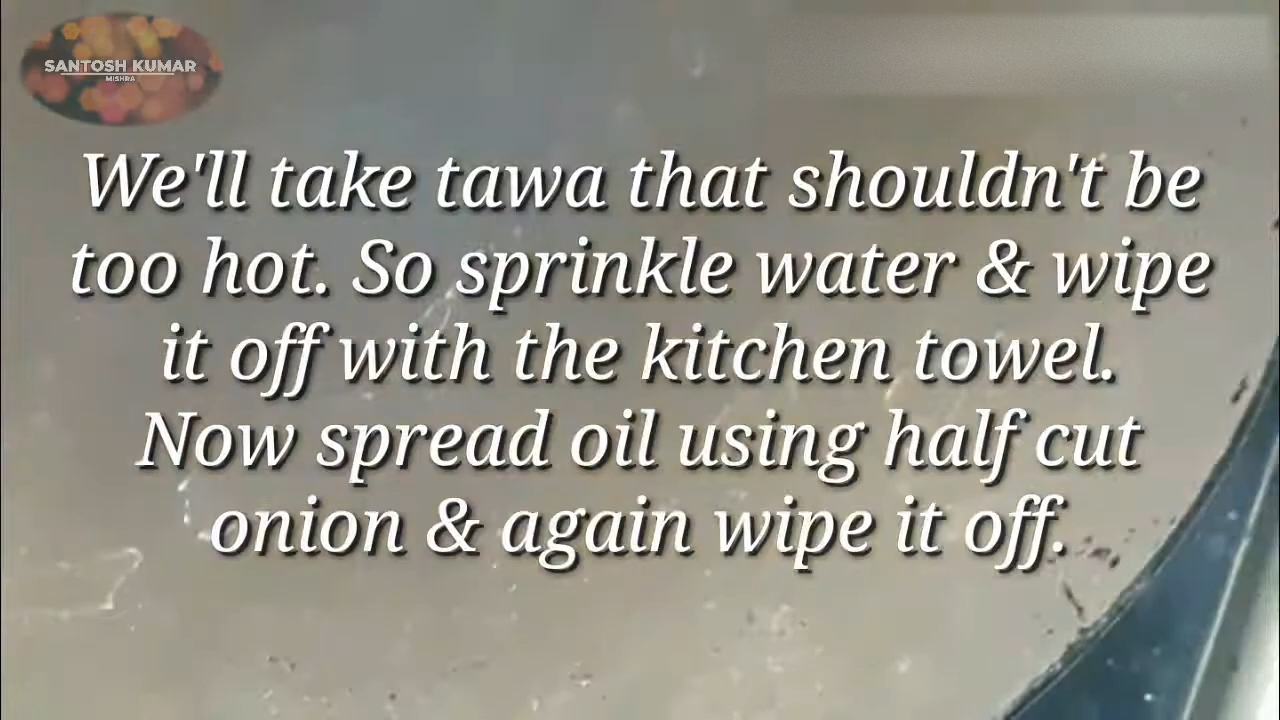 SANTOSH KUMAR
MISHRA
We'll take tawa that shouldn't be
too hot. So sprinkle water & wipe
it off with the kitchen towel.
Now spread oil using half cut
onion & again wipe it off.